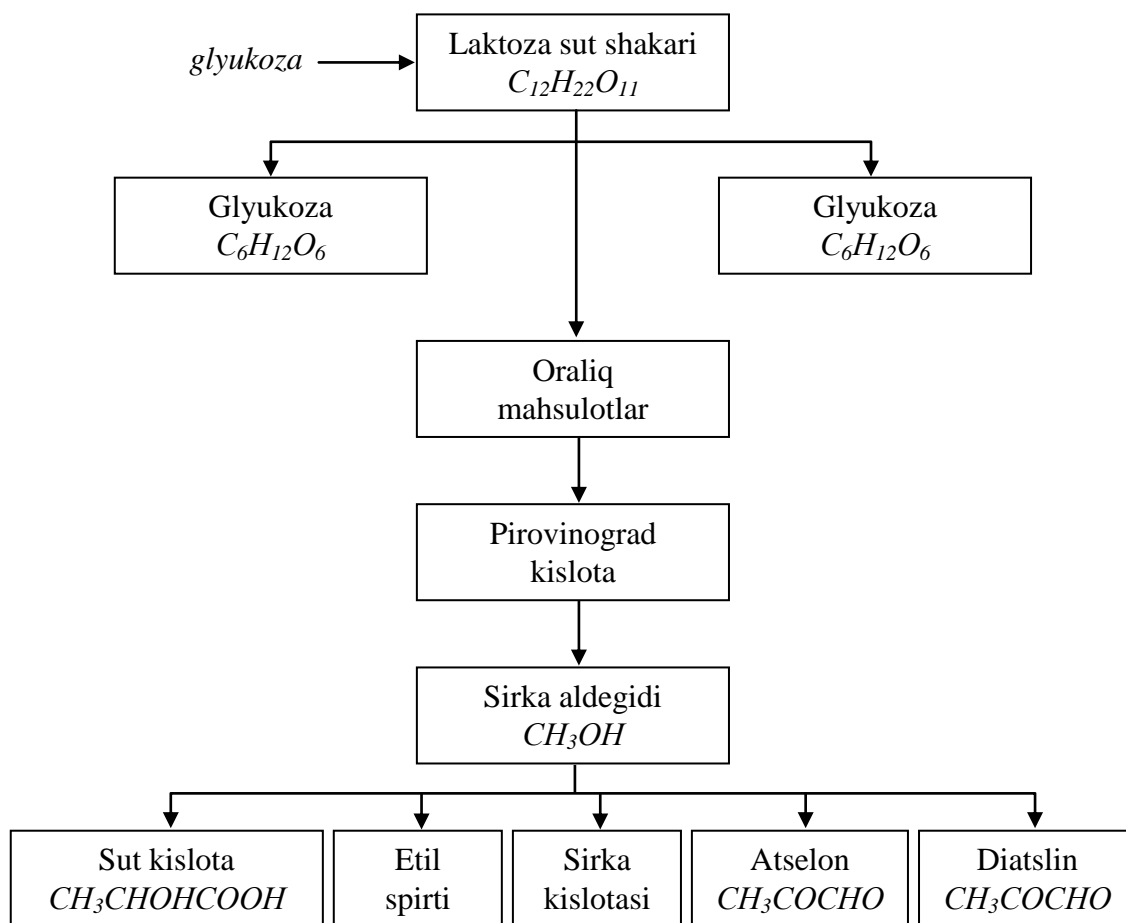 glyukoza
Laktoza sut shakari
C₁₂H₂₂O₁₁
Glyukoza
C₆H₁₂O₆
Glyukoza
C₆H₁₂O₆
Oraliq
mahsulotlar
Pirovinograd
kislota
Sirka aldegidi
CH₃OH
Sut kislota
CH₃CHOHCOOH
Etil
spirti
Sirka
kislotasi
Atselon
CH₃COCHO
Diatslin
CH₃COCHO